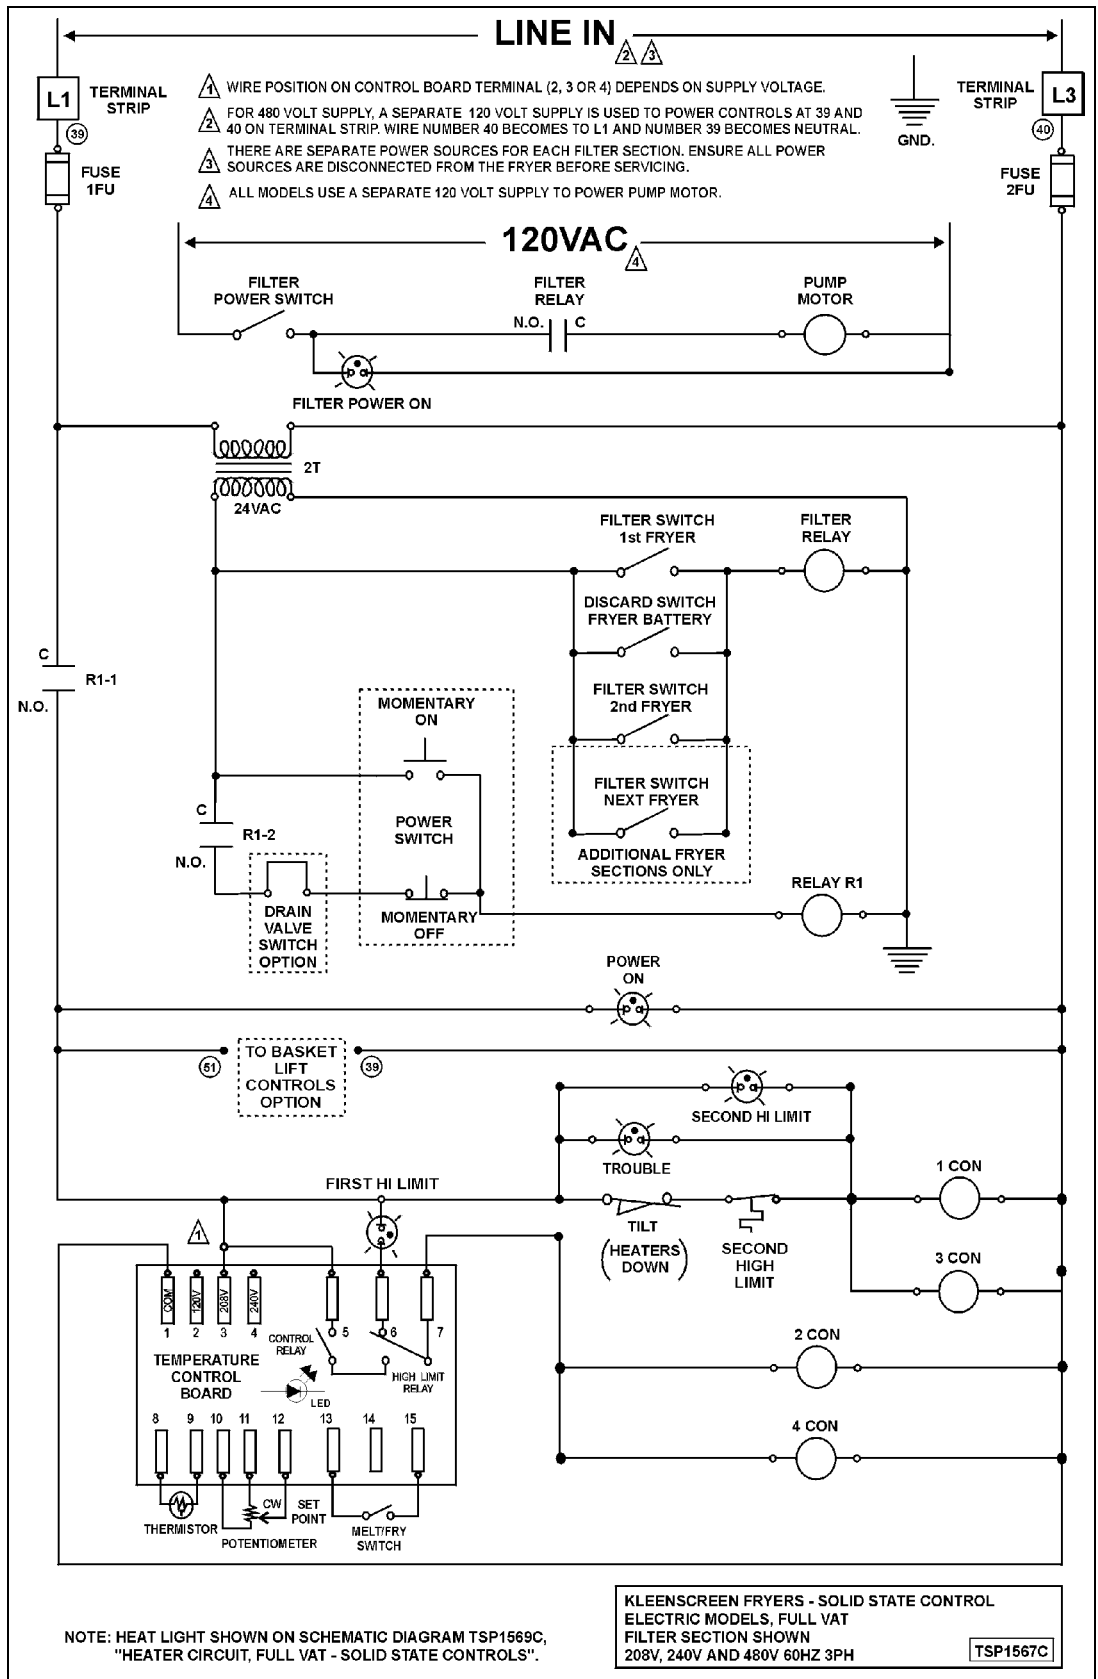 LINE IN
2 3
L1
TERMINAL
STRIP
39
FUSE
1FU
1 WIRE POSITION ON CONTROL BOARD TERMINAL (2, 3 OR 4) DEPENDS ON SUPPLY VOLTAGE.
2 FOR 480 VOLT SUPPLY, A SEPARATE 120 VOLT SUPPLY IS USED TO POWER CONTROLS AT 39 AND
40 ON TERMINAL STRIP. WIRE NUMBER 40 BECOMES TO L1 AND NUMBER 39 BECOMES NEUTRAL.
3 THERE ARE SEPARATE POWER SOURCES FOR EACH FILTER SECTION. ENSURE ALL POWER
SOURCES ARE DISCONNECTED FROM THE FRYER BEFORE SERVICING.
4 ALL MODELS USE A SEPARATE 120 VOLT SUPPLY TO POWER PUMP MOTOR.
GND.
TERMINAL
STRIP
L3
40
FUSE
2FU
120VAC
4
FILTER
POWER SWITCH
FILTER
RELAY
N.O.
C
PUMP
MOTOR
FILTER POWER ON
2T
24VAC
FILTER SWITCH
1st FRYER
FILTER
RELAY
DISCARD SWITCH
FRYER BATTERY
FILTER SWITCH
2nd FRYER
FILTER SWITCH
NEXT FRYER
ADDITIONAL FRYER
SECTIONS ONLY
C
R1-1
N.O.
MOMENTARY
ON
POWER
SWITCH
MOMENTARY
OFF
C
R1-2
N.O.
DRAIN
VALVE
SWITCH
OPTION
RELAY R1
POWER
ON
51
TO BASKET
LIFT
CONTROLS
OPTION
39
SECOND HI LIMIT
TROUBLE
FIRST HI LIMIT
TILT
(HEATERS
DOWN)
SECOND
HIGH
LIMIT
1 CON
3 CON
2 CON
4 CON
1
COM
120V
208V
240V
1
2
3
4
5
6
7
CONTROL
RELAY
HIGH LIMIT
RELAY
TEMPERATURE
CONTROL
BOARD
LED
8
9
10
11
12
13
14
15
THERMISTOR
CW
SET
POINT
POTENTIOMETER
MELT/FRY
SWITCH
NOTE: HEAT LIGHT SHOWN ON SCHEMATIC DIAGRAM TSP1569C,
"HEATER CIRCUIT, FULL VAT - SOLID STATE CONTROLS".
KLEENSCREEN FRYERS - SOLID STATE CONTROL
ELECTRIC MODELS, FULL VAT
FILTER SECTION SHOWN
208V, 240V AND 480V 60HZ 3PH
TSP1567C